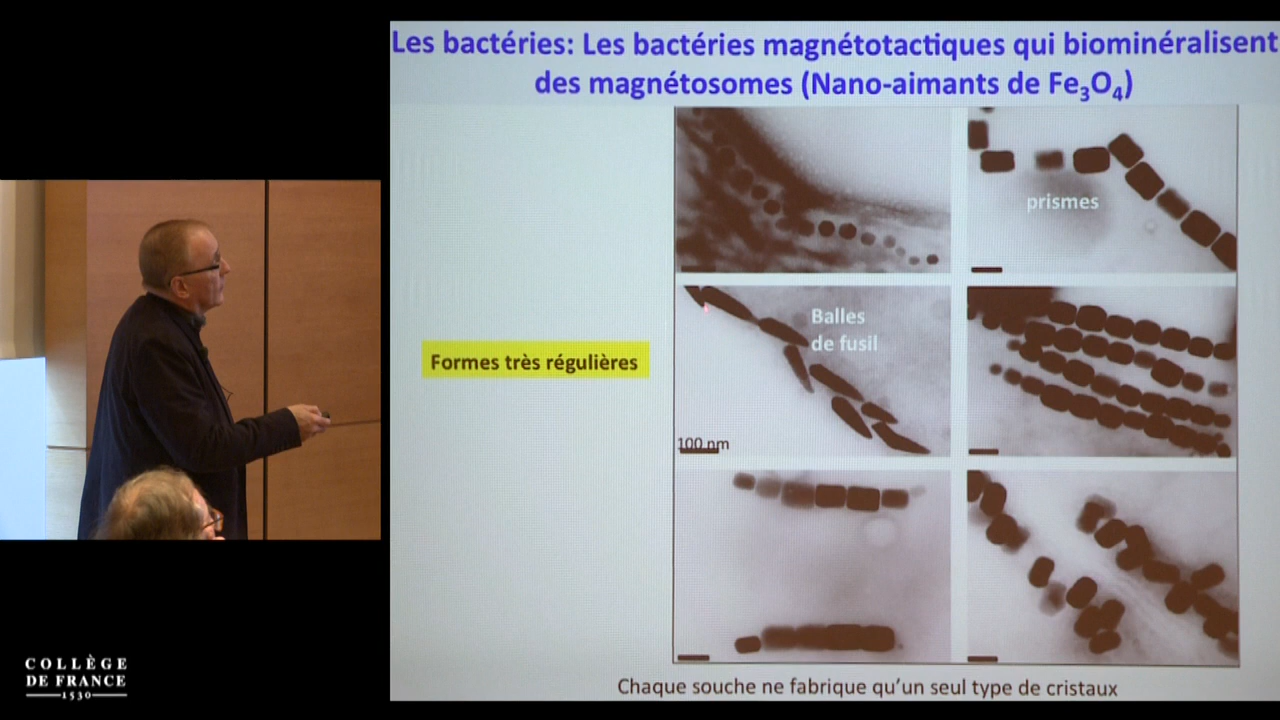 Les bactéries: Les bactéries magnétotactiques qui biominéralisent
des magnétosomes (Nano-aimants de Fe₃O₄)
prismes
Balles
de fusil
Formes très régulières
100 nm
Chaque souche ne fabrique qu'un seul type de cristaux
COLLÈGE
DE FRANCE
1530